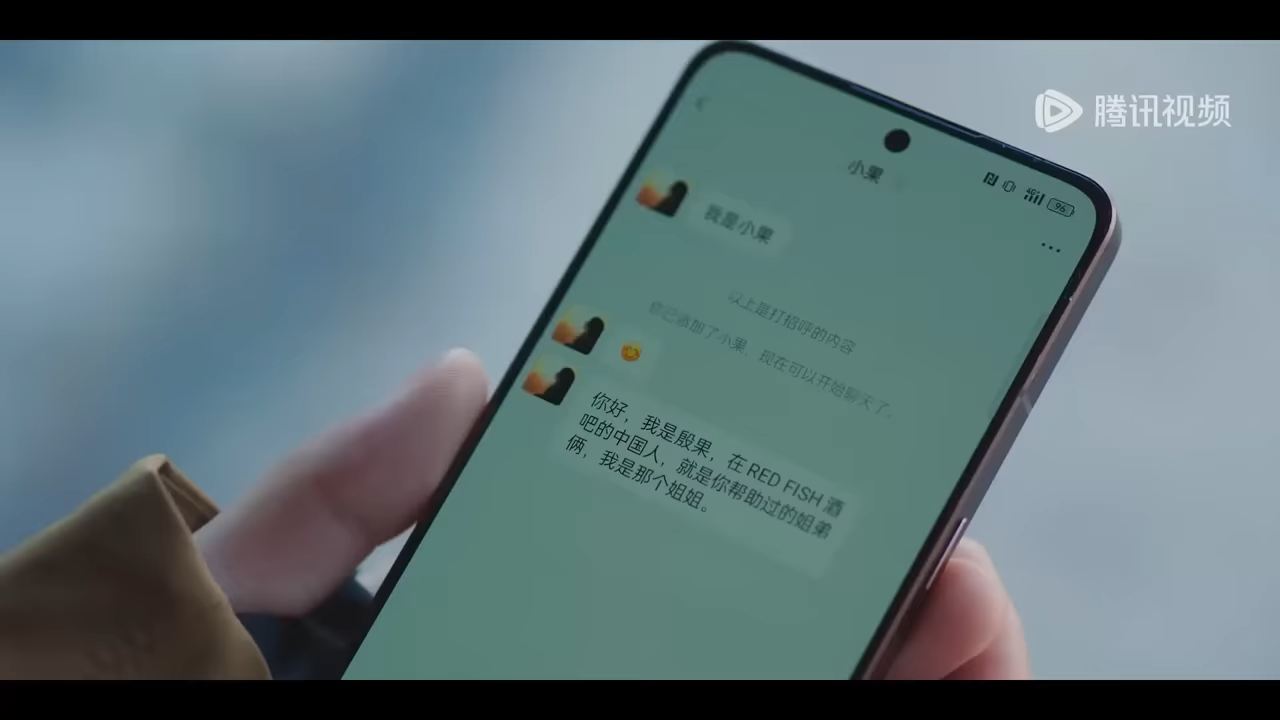 腾讯视频
小果
4G
96
我是小果
以上是打招呼的内容
你已添加了小果，现在可以开始聊天了。
你好，我是殷果，在 RED FISH 酒
吧的中国人，就是你帮助过的姐弟
俩，我是那个姐姐。